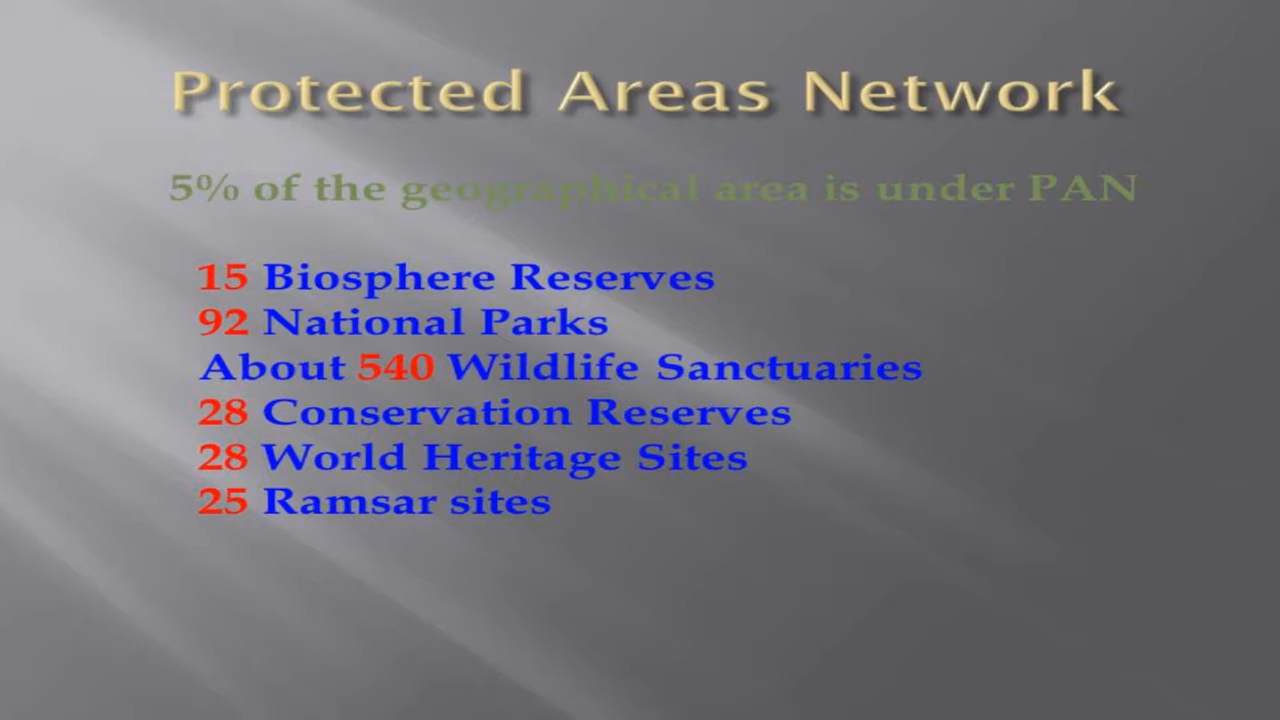 Protected Areas Network
5% of the geographical area is under PAN
15 Biosphere Reserves
92 National Parks
About 540 Wildlife Sanctuaries
28 Conservation Reserves
28 World Heritage Sites
25 Ramsar sites